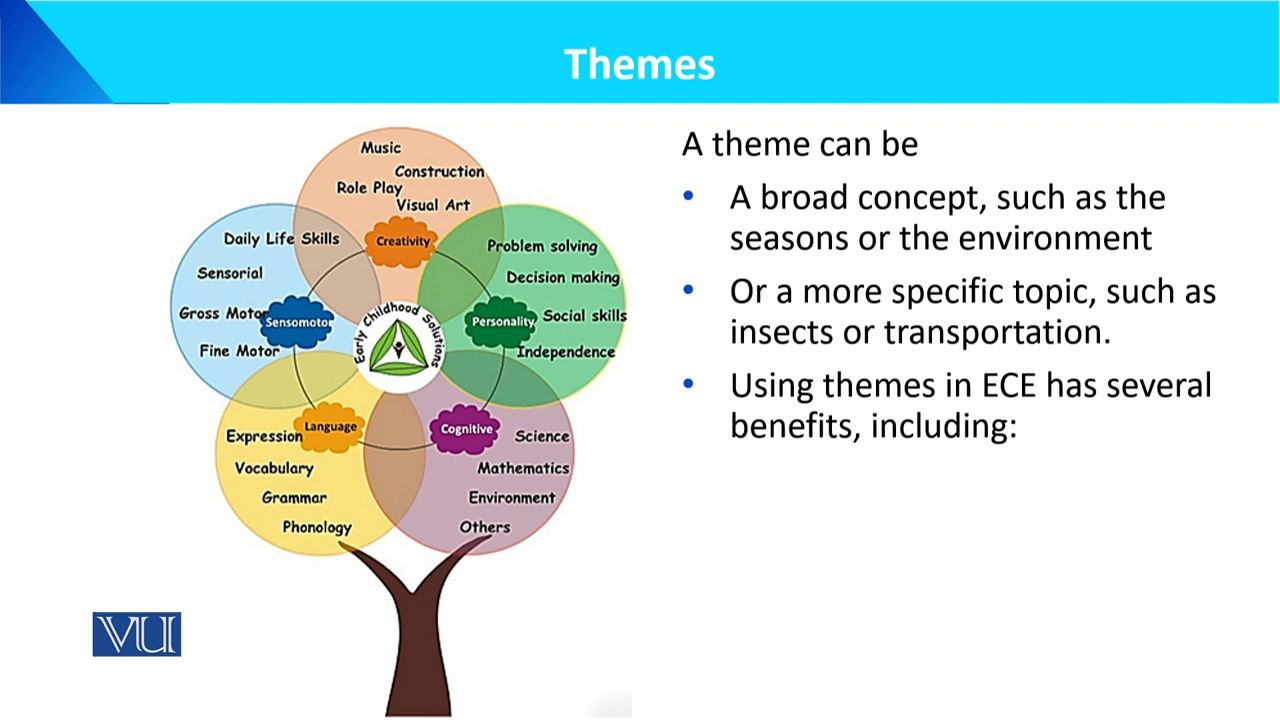 Themes
Music
Construction
Role Play
Visual Art
Creativity
Daily Life Skills
Sensorial
Gross Motor
Fine Motor
Sensomotor
Problem solving
Decision making
Social skills
Independence
Personality
Early Childhood Solutions
Language
Expression
Vocabulary
Grammar
Phonology
Cognitive
Science
Mathematics
Environment
Others
A theme can be
• A broad concept, such as the
seasons or the environment
• Or a more specific topic, such as
insects or transportation.
• Using themes in ECE has several
benefits, including:
VU